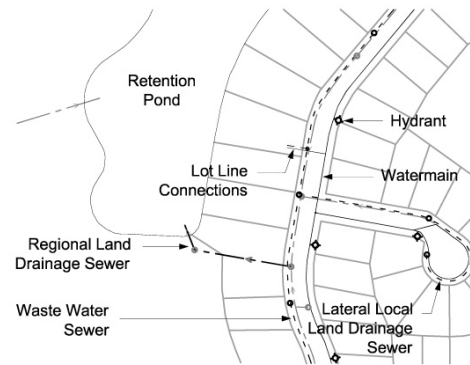 Retention
Pond
Hydrant
Watermain
Lot Line
Connections
Regional Land
Drainage Sewer
Waste Water
Sewer
Lateral Local
Land Drainage
Sewer